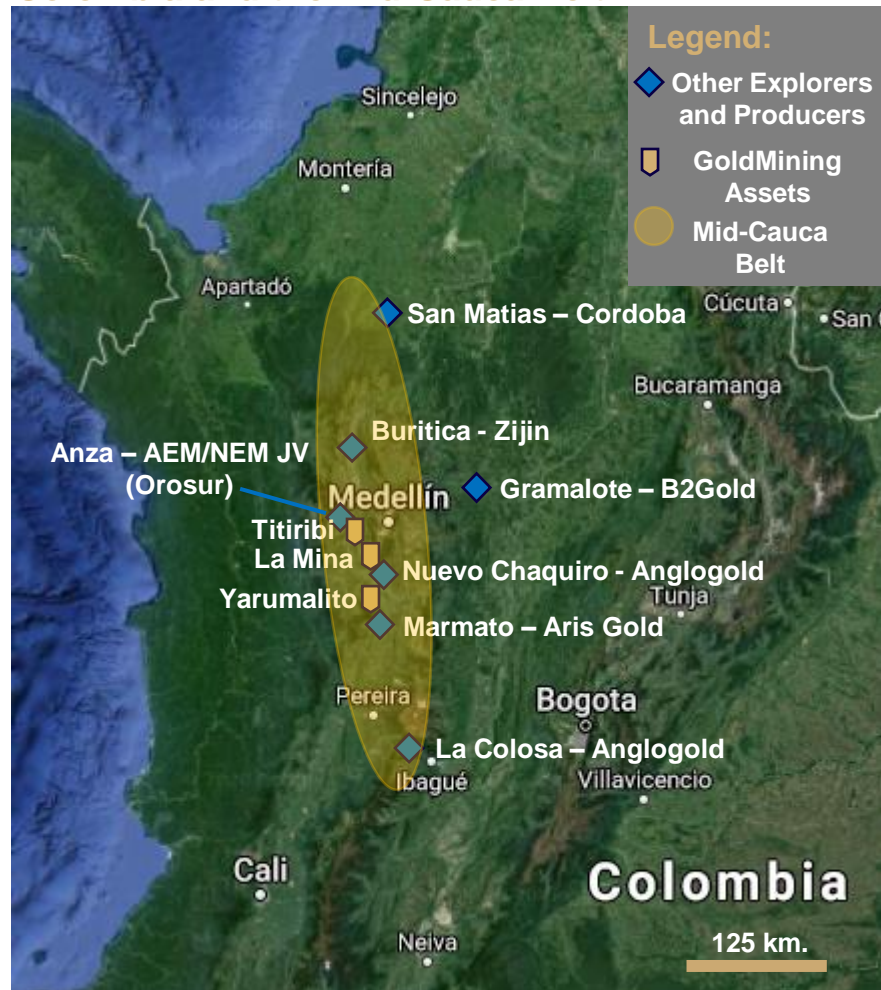 Legend:
Other Explorers
and Producers
GoldMining
Assets
Mid-Cauca
Belt
Sincelejo
Montería
Apartadó
Cúcuta
San
San Matias – Cordoba
Bucaramanga
Buritica - Zijin
Anza – AEM/NEM JV
(Orosur)
Medellín
Gramalote – B2Gold
Titiribi
La Mina
Nuevo Chaquiro - Anglogold
Yarumalito
Tunja
Marmato – Aris Gold
Pereira
Bogota
La Colosa – Anglogold
Ibagué
Villavicencio
Cali
Colombia
Neiva
125 km.